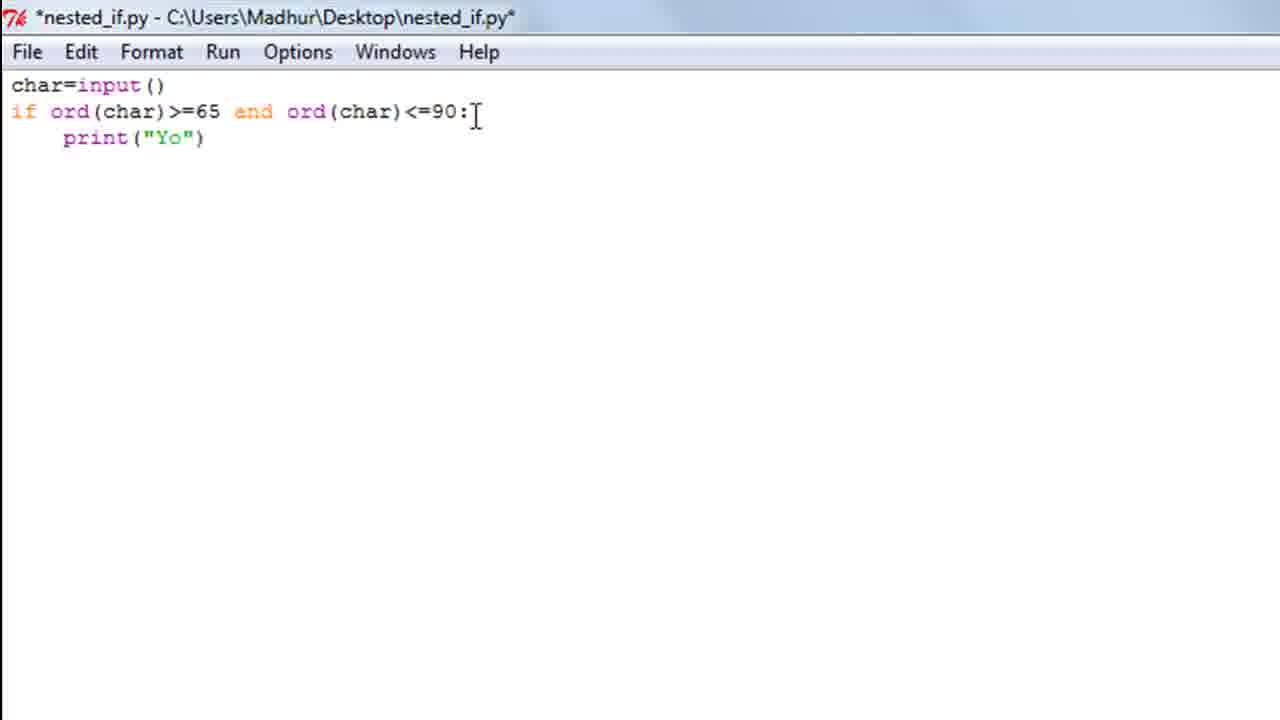 *nested_if.py - C:\Users\Madhur\Desktop\nested_if.py*
File Edit Format Run Options Windows Help
char=input()
if ord(char)>=65 and ord(char)<=90:
    print("Yo")